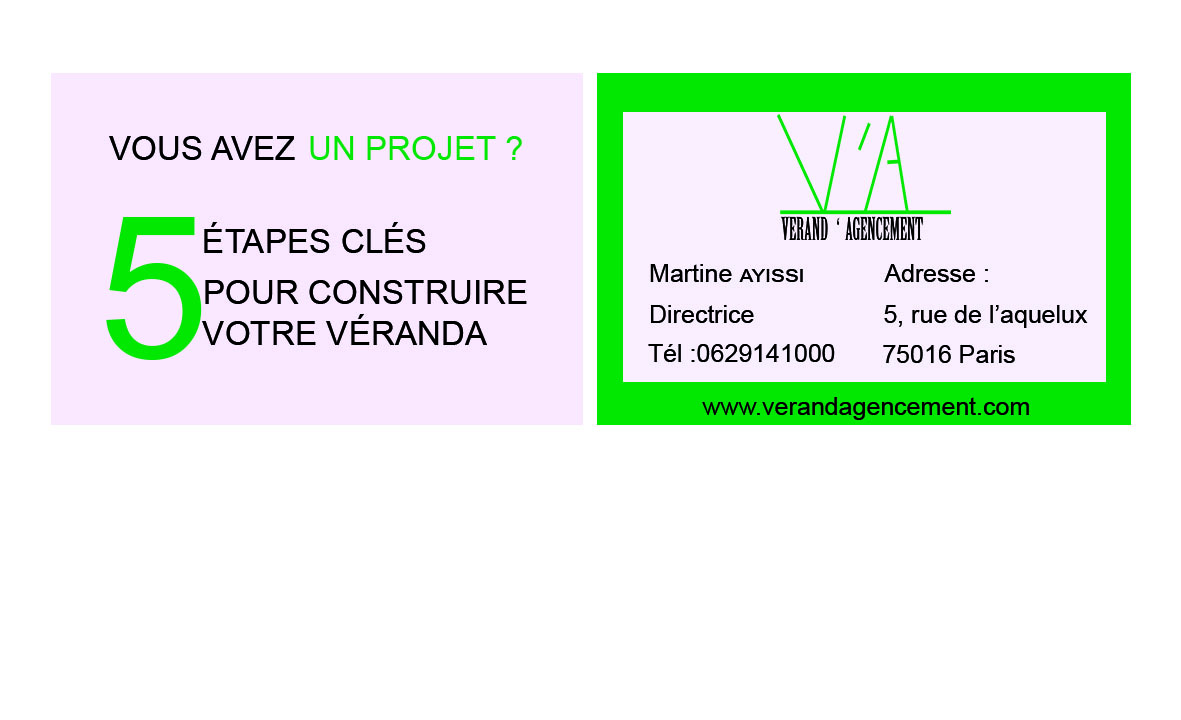 VOUS AVEZ UN PROJET ?
5
ÉTAPES CLÉS
POUR CONSTRUIRE
VOTRE VÉRANDA
V'A
VERAND ‘ AGENCEMENT
Martine AYISSI
Directrice
Tél :0629141000
Adresse :
5, rue de l’aquelux
75016 Paris
www.verandagencement.com